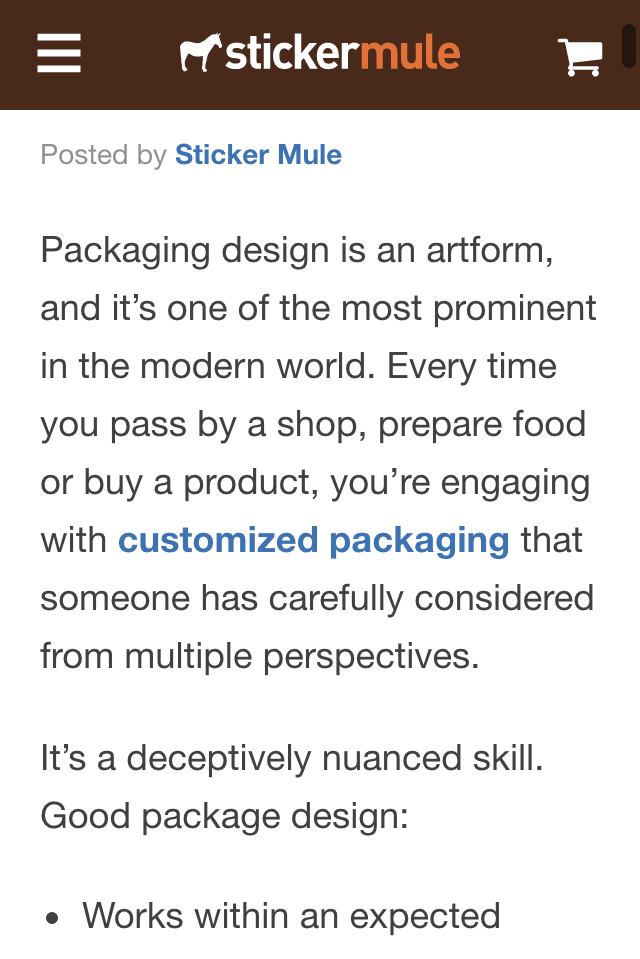 stickermule
Posted by Sticker Mule
Packaging design is an artform,
and it’s one of the most prominent
in the modern world. Every time
you pass by a shop, prepare food
or buy a product, you’re engaging
with customized packaging that
someone has carefully considered
from multiple perspectives.
It’s a deceptively nuanced skill.
Good package design:
• Works within an expected